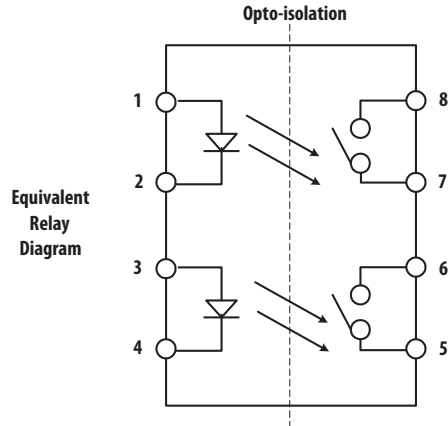 Opto-isolation
1
8
2
7
Equivalent
Relay
Diagram
3
6
4
5